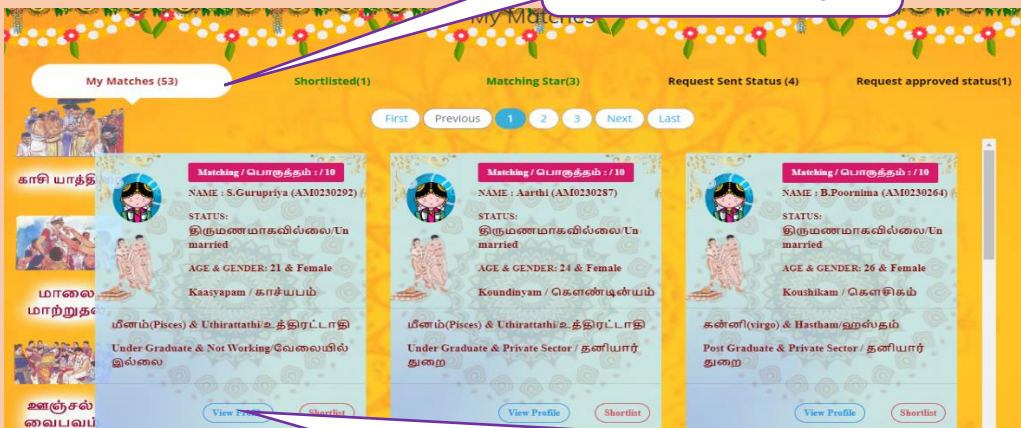 My Matches
My Matches (53)
Shortlisted(1)
Matching Star(3)
Request Sent Status (4)
Request approved status(1)
First Previous 1 2 3 Next Last
காசி யாத்தி
மாலை
மாற்றுத
ஊஞ்சல்
வைபவம்
Matching / பொருத்தம் : / 10
NAME : S.Gurupriya (AM0230292)
STATUS:
திருமணமாகவில்லை/Un
married
AGE & GENDER: 21 & Female
Kaasyapam / காச்யபம்
மீனம்(Pisces) & Uthirattathi/உத்திரட்டாதி
Under Graduate & Not Working/வேலையில்
இல்லை
View Profile Shortlist
Matching / பொருத்தம் : / 10
NAME : Aarthi (AM0230287)
STATUS:
திருமணமாகவில்லை/Un
married
AGE & GENDER: 24 & Female
Koundinyam / கௌண்டின்யம்
மீனம்(Pisces) & Uthirattathi/உத்திரட்டாதி
Under Graduate & Private Sector / தனியார்
துறை
View Profile Shortlist
Matching / பொருத்தம் : / 10
NAME : B.Poornima (AM0230264)
STATUS:
திருமணமாகவில்லை/Un
married
AGE & GENDER: 26 & Female
Koushikam / கௌசிகம்
கன்னி(virgo) & Hastham/ஹஸ்தம்
Post Graduate & Private Sector / தனியார்
துறை
View Profile Shortlist